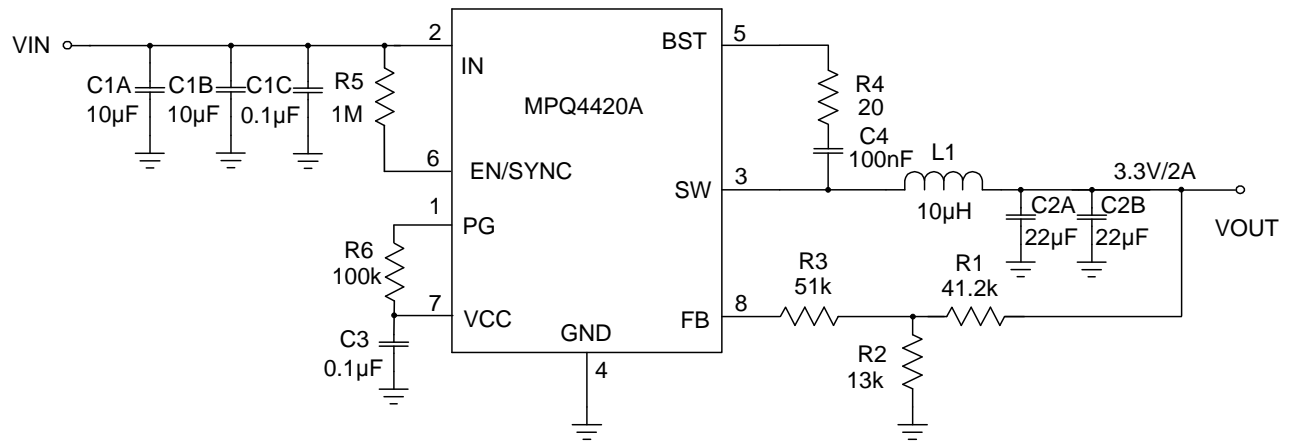 VIN
C1A
10µF
C1B
10µF
C1C
0.1µF
R5
1M
2
IN
MPQ4420A
BST
5
R4
20
C4
100nF
6
EN/SYNC
SW
3
L1
10µH
3.3V/2A
C2A
22µF
C2B
22µF
VOUT
1
PG
R6
100k
7
VCC
C3
0.1µF
GND
4
FB
8
R3
51k
R1
41.2k
R2
13k